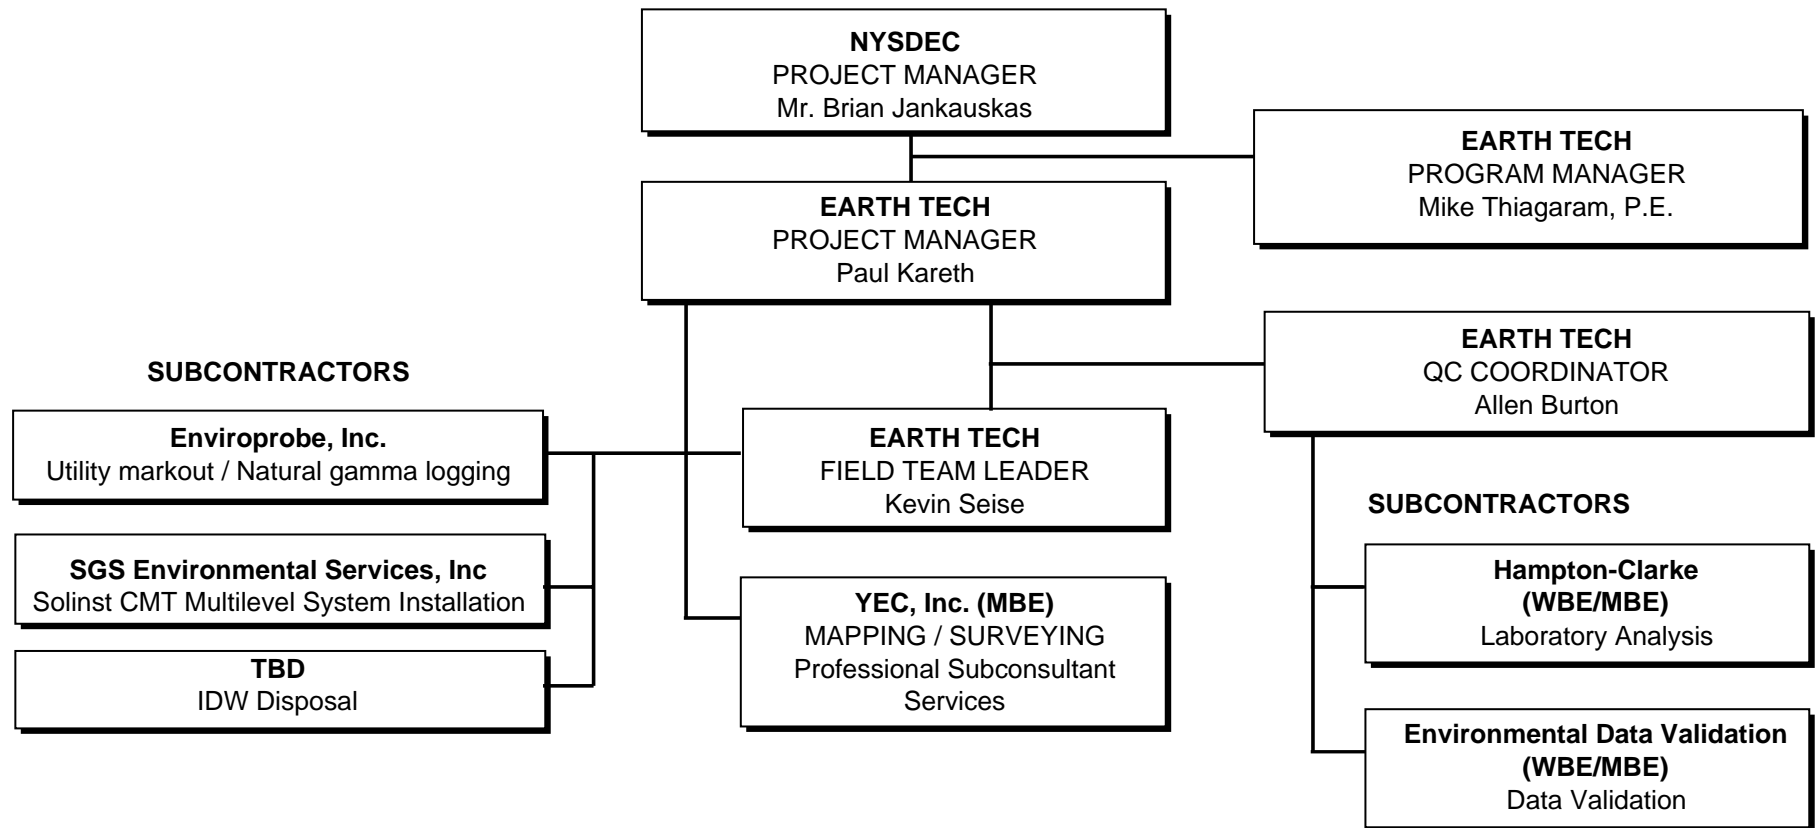 NYSDEC
PROJECT MANAGER
Mr. Brian Jankauskas
EARTH TECH
PROGRAM MANAGER
Mike Thiagaram, P.E.
EARTH TECH
PROJECT MANAGER
Paul Kareth
EARTH TECH
QC COORDINATOR
Allen Burton
SUBCONTRACTORS
Enviroprobe, Inc.
Utility markout / Natural gamma logging
EARTH TECH
FIELD TEAM LEADER
Kevin Seise
SUBCONTRACTORS
SGS Environmental Services, Inc
Solinst CMT Multilevel System Installation
YEC, Inc. (MBE)
MAPPING / SURVEYING
Professional Subconsultant
Services
Hampton-Clarke
(WBE/MBE)
Laboratory Analysis
TBD
IDW Disposal
Environmental Data Validation
(WBE/MBE)
Data Validation